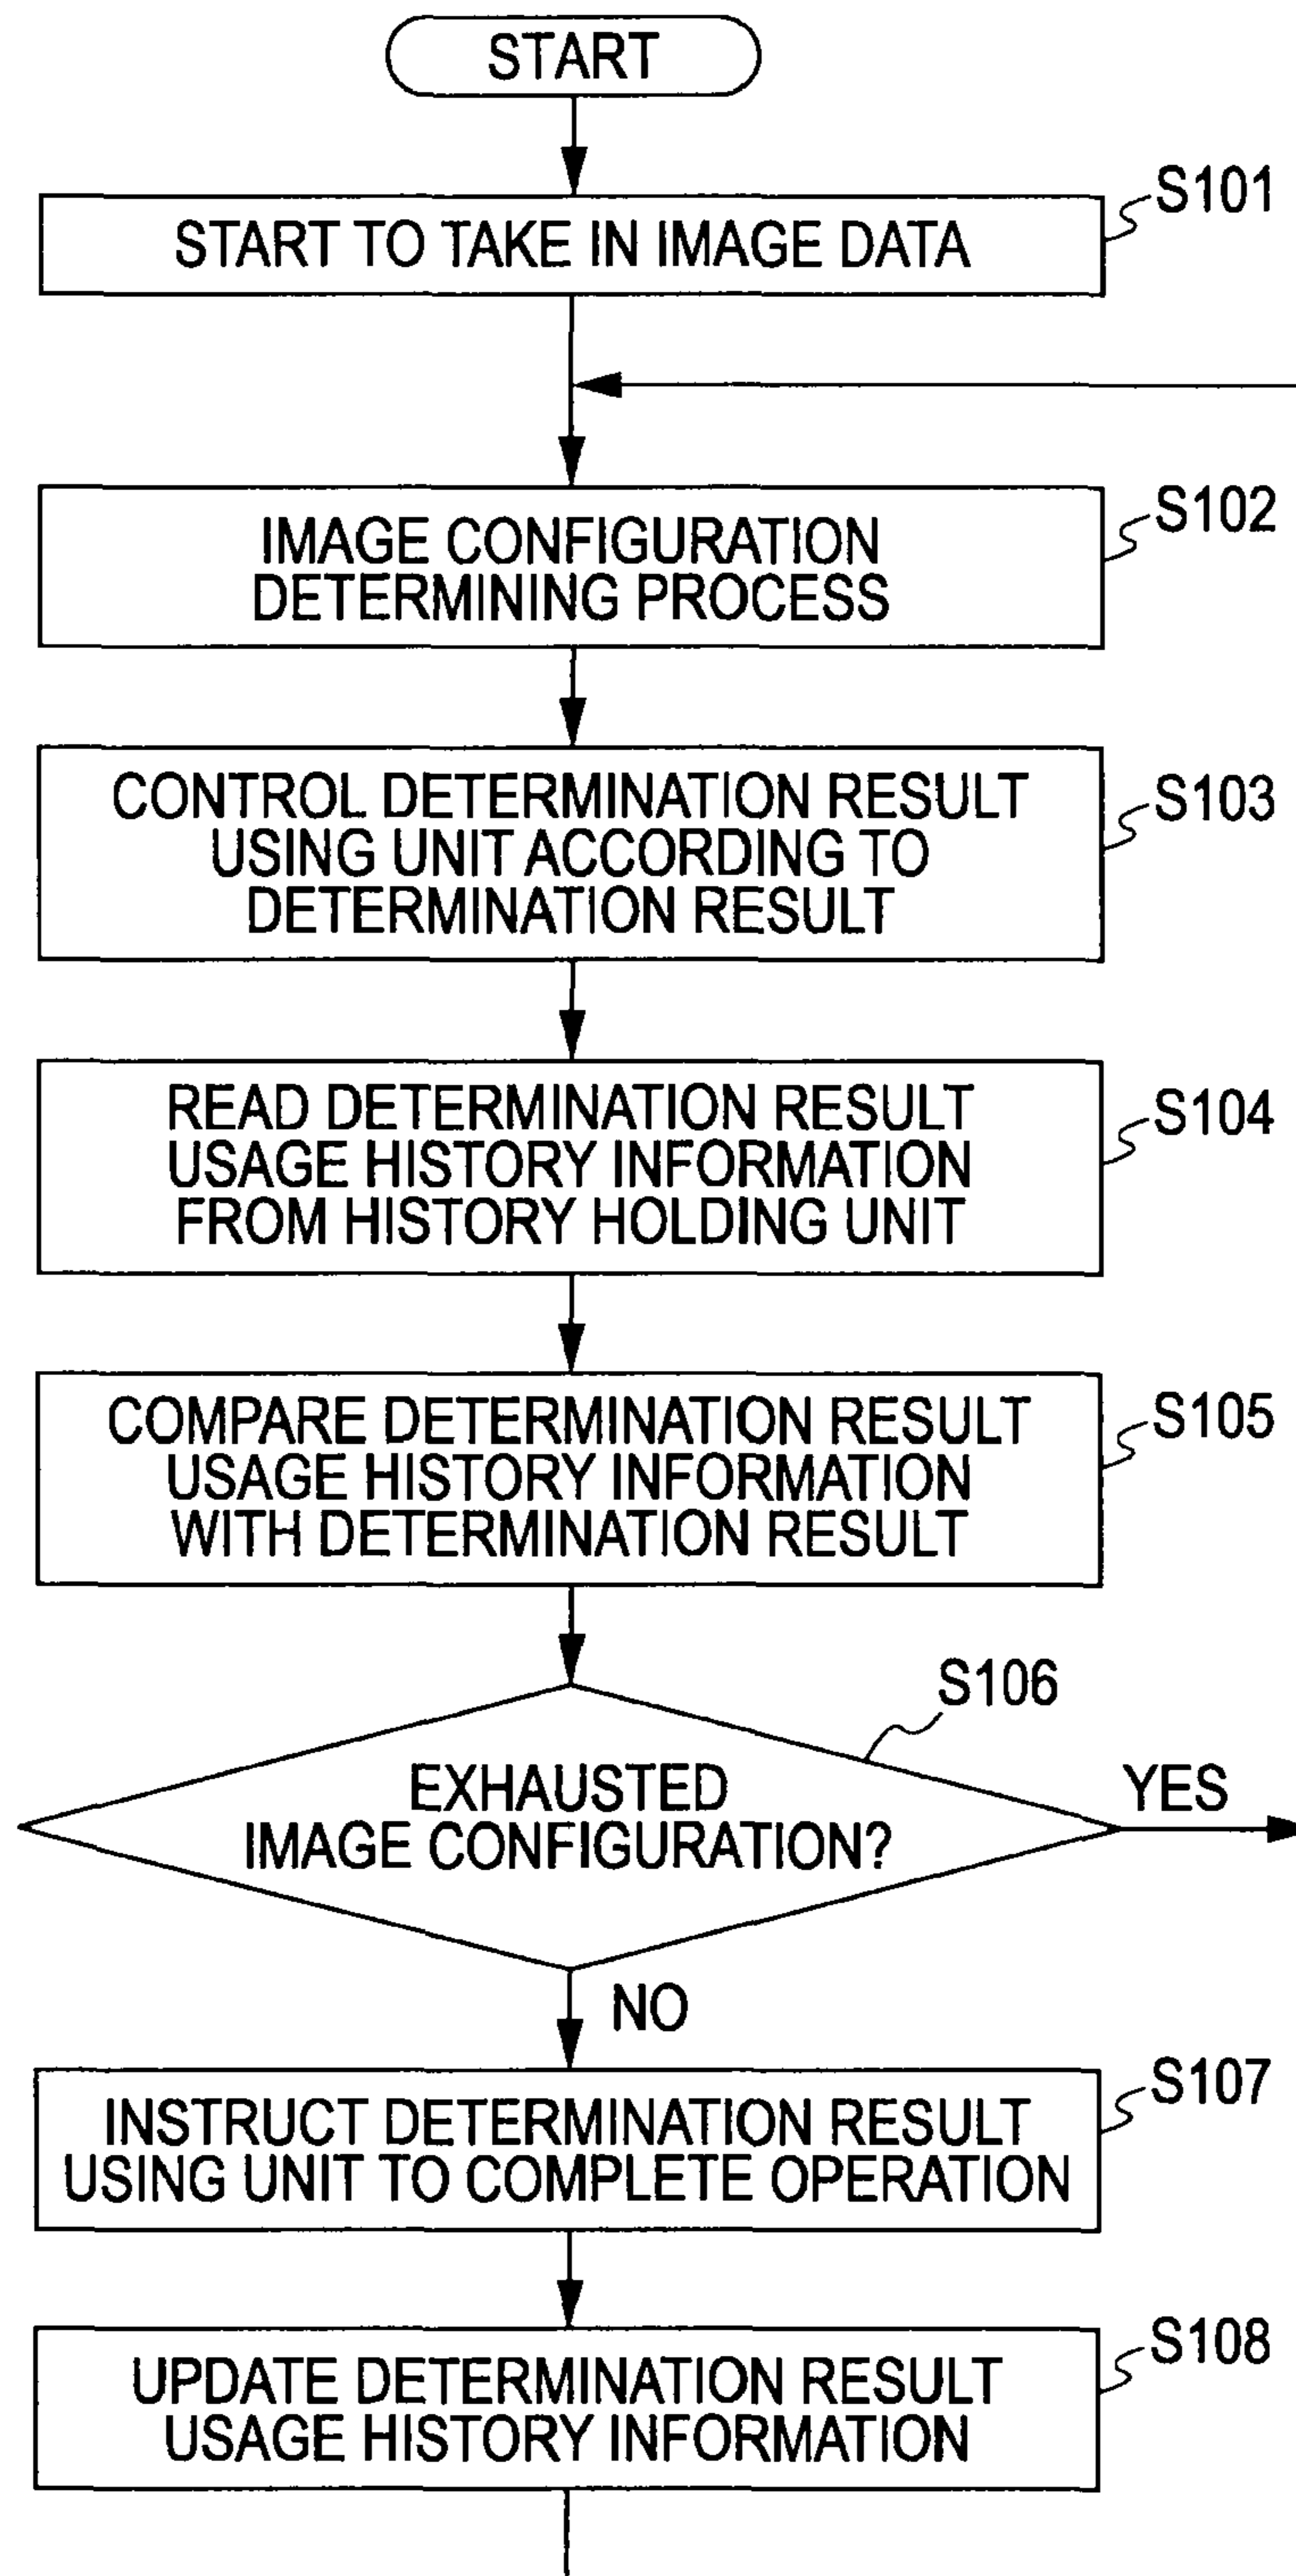 START
START TO TAKE IN IMAGE DATA
S101
IMAGE CONFIGURATION
DETERMINING PROCESS
S102
CONTROL DETERMINATION RESULT
USING UNIT ACCORDING TO
DETERMINATION RESULT
S103
READ DETERMINATION RESULT
USAGE HISTORY INFORMATION
FROM HISTORY HOLDING UNIT
S104
COMPARE DETERMINATION RESULT
USAGE HISTORY INFORMATION
WITH DETERMINATION RESULT
S105
S106
EXHAUSTED
IMAGE CONFIGURATION?
YES
NO
INSTRUCT DETERMINATION RESULT
USING UNIT TO COMPLETE OPERATION
S107
UPDATE DETERMINATION RESULT
USAGE HISTORY INFORMATION
S108